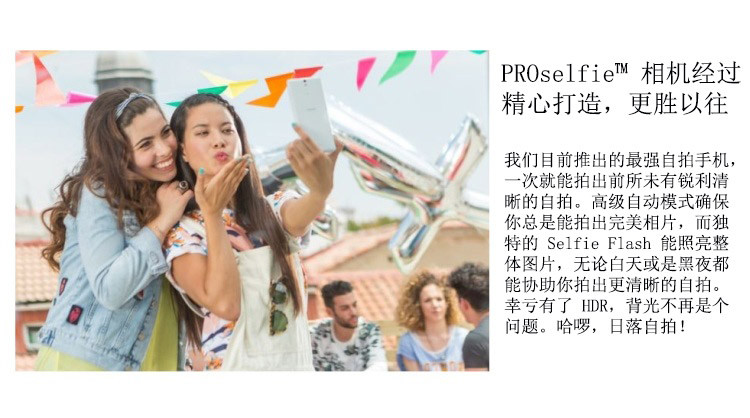 PROselfie™ 相机经过
精心打造，更胜以往
我们目前推出的最强自拍手机，
一次就能拍出前所未有锐利清
晰的自拍。高级自动模式确保
你总是能拍出完美相片，而独
特的 Selfie Flash 能照亮整
体图片，无论白天或是黑夜都
能协助你拍出更清晰的自拍。
幸亏有了 HDR，背光不再是个
问题。哈啰，日落自拍！